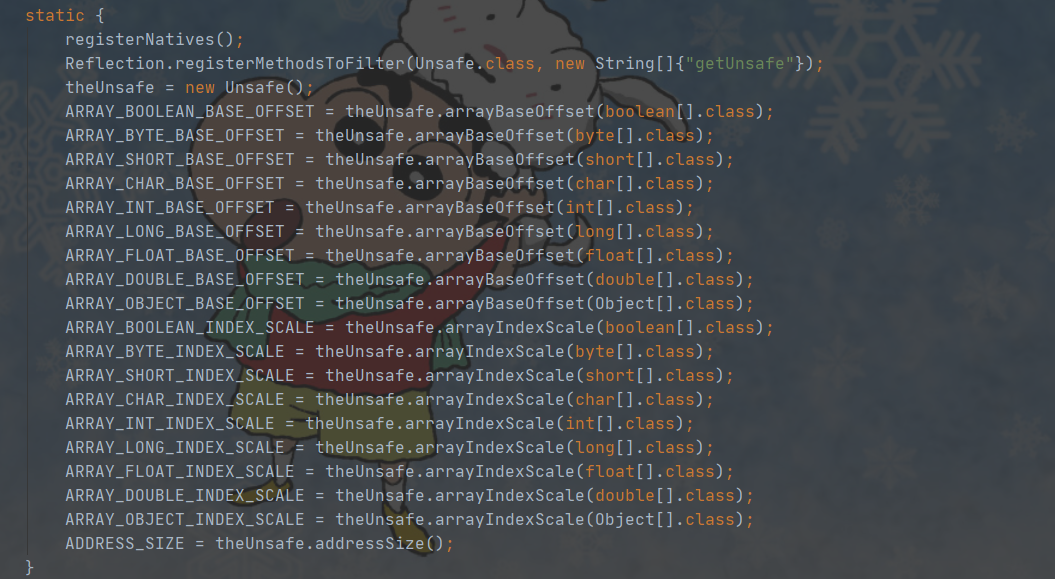 static {
    registerNatives();
    Reflection.registerMethodsToFilter(Unsafe.class, new String[]{"getUnsafe"});
    theUnsafe = new Unsafe();
    ARRAY_BOOLEAN_BASE_OFFSET = theUnsafe.arrayBaseOffset(boolean[].class);
    ARRAY_BYTE_BASE_OFFSET = theUnsafe.arrayBaseOffset(byte[].class);
    ARRAY_SHORT_BASE_OFFSET = theUnsafe.arrayBaseOffset(short[].class);
    ARRAY_CHAR_BASE_OFFSET = theUnsafe.arrayBaseOffset(char[].class);
    ARRAY_INT_BASE_OFFSET = theUnsafe.arrayBaseOffset(int[].class);
    ARRAY_LONG_BASE_OFFSET = theUnsafe.arrayBaseOffset(long[].class);
    ARRAY_FLOAT_BASE_OFFSET = theUnsafe.arrayBaseOffset(float[].class);
    ARRAY_DOUBLE_BASE_OFFSET = theUnsafe.arrayBaseOffset(double[].class);
    ARRAY_OBJECT_BASE_OFFSET = theUnsafe.arrayBaseOffset(Object[].class);
    ARRAY_BOOLEAN_INDEX_SCALE = theUnsafe.arrayIndexScale(boolean[].class);
    ARRAY_BYTE_INDEX_SCALE = theUnsafe.arrayIndexScale(byte[].class);
    ARRAY_SHORT_INDEX_SCALE = theUnsafe.arrayIndexScale(short[].class);
    ARRAY_CHAR_INDEX_SCALE = theUnsafe.arrayIndexScale(char[].class);
    ARRAY_INT_INDEX_SCALE = theUnsafe.arrayIndexScale(int[].class);
    ARRAY_LONG_INDEX_SCALE = theUnsafe.arrayIndexScale(long[].class);
    ARRAY_FLOAT_INDEX_SCALE = theUnsafe.arrayIndexScale(float[].class);
    ARRAY_DOUBLE_INDEX_SCALE = theUnsafe.arrayIndexScale(double[].class);
    ARRAY_OBJECT_INDEX_SCALE = theUnsafe.arrayIndexScale(Object[].class);
    ADDRESS_SIZE = theUnsafe.addressSize();
}